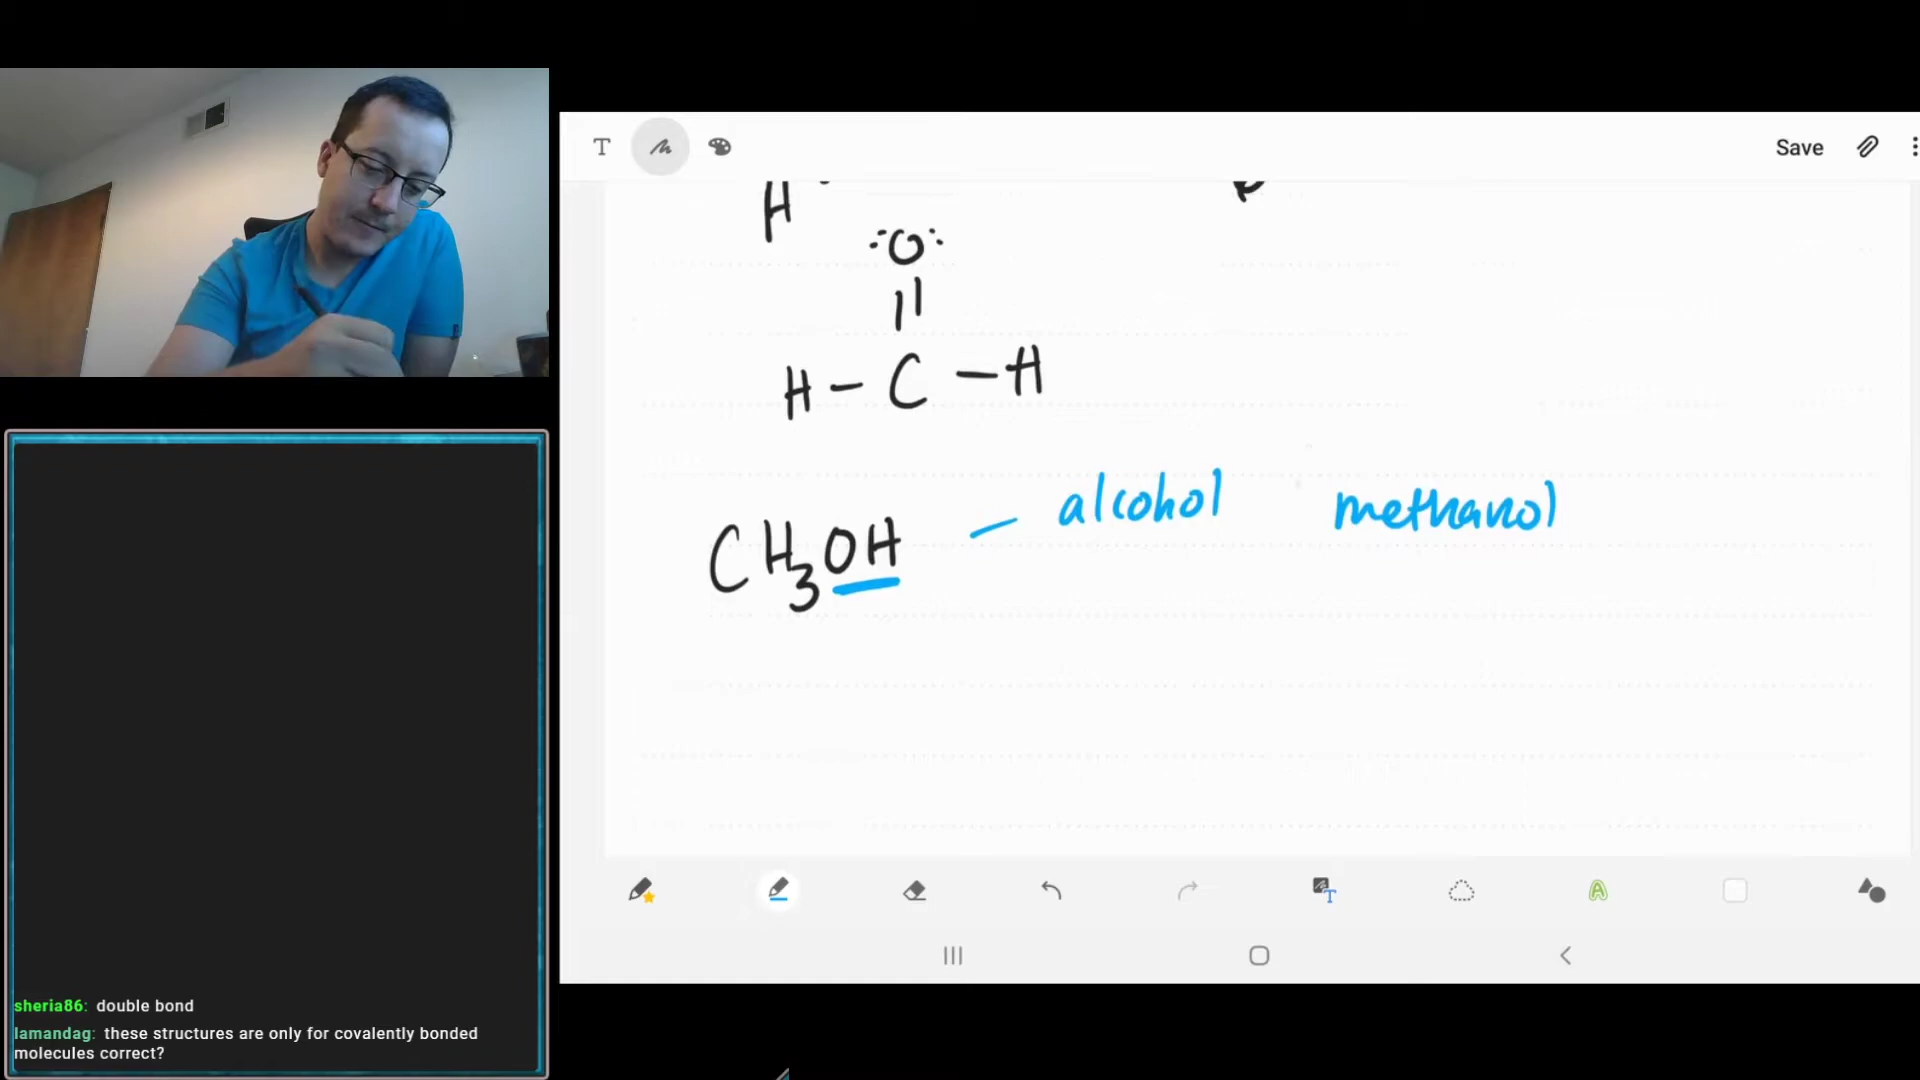 T
Save
H
:O:
||
H - C - H
CH3OH - alcohol methanol
A
T
sheria86: double bond
lamandag: these structures are only for covalently bonded
molecules correct?